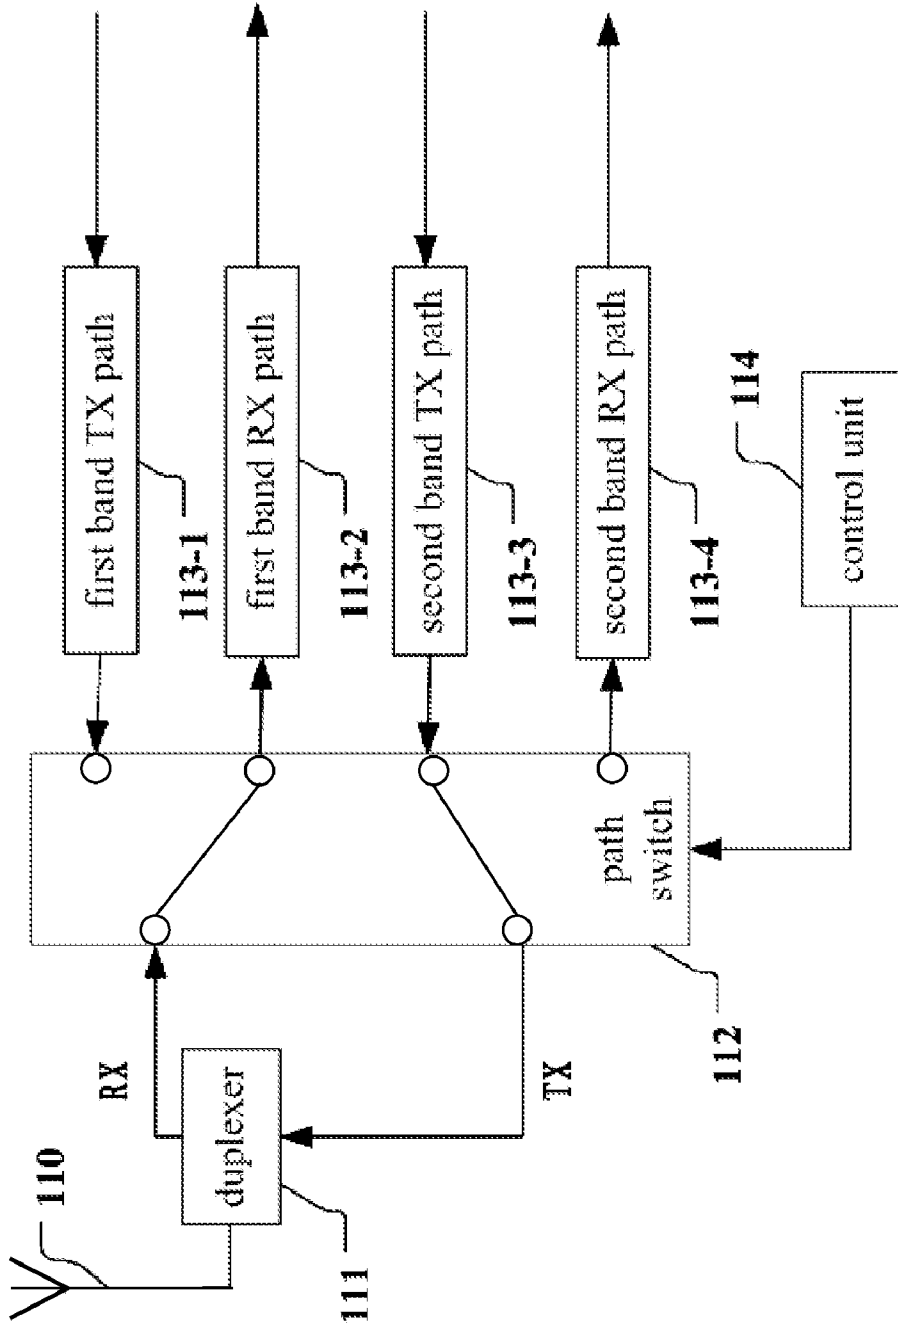 110
duplexer
111
RX
TX
112
path
switch
first band TX path
113-1
first band RX path
113-2
second band TX path
113-3
second band RX path
113-4
control unit
114